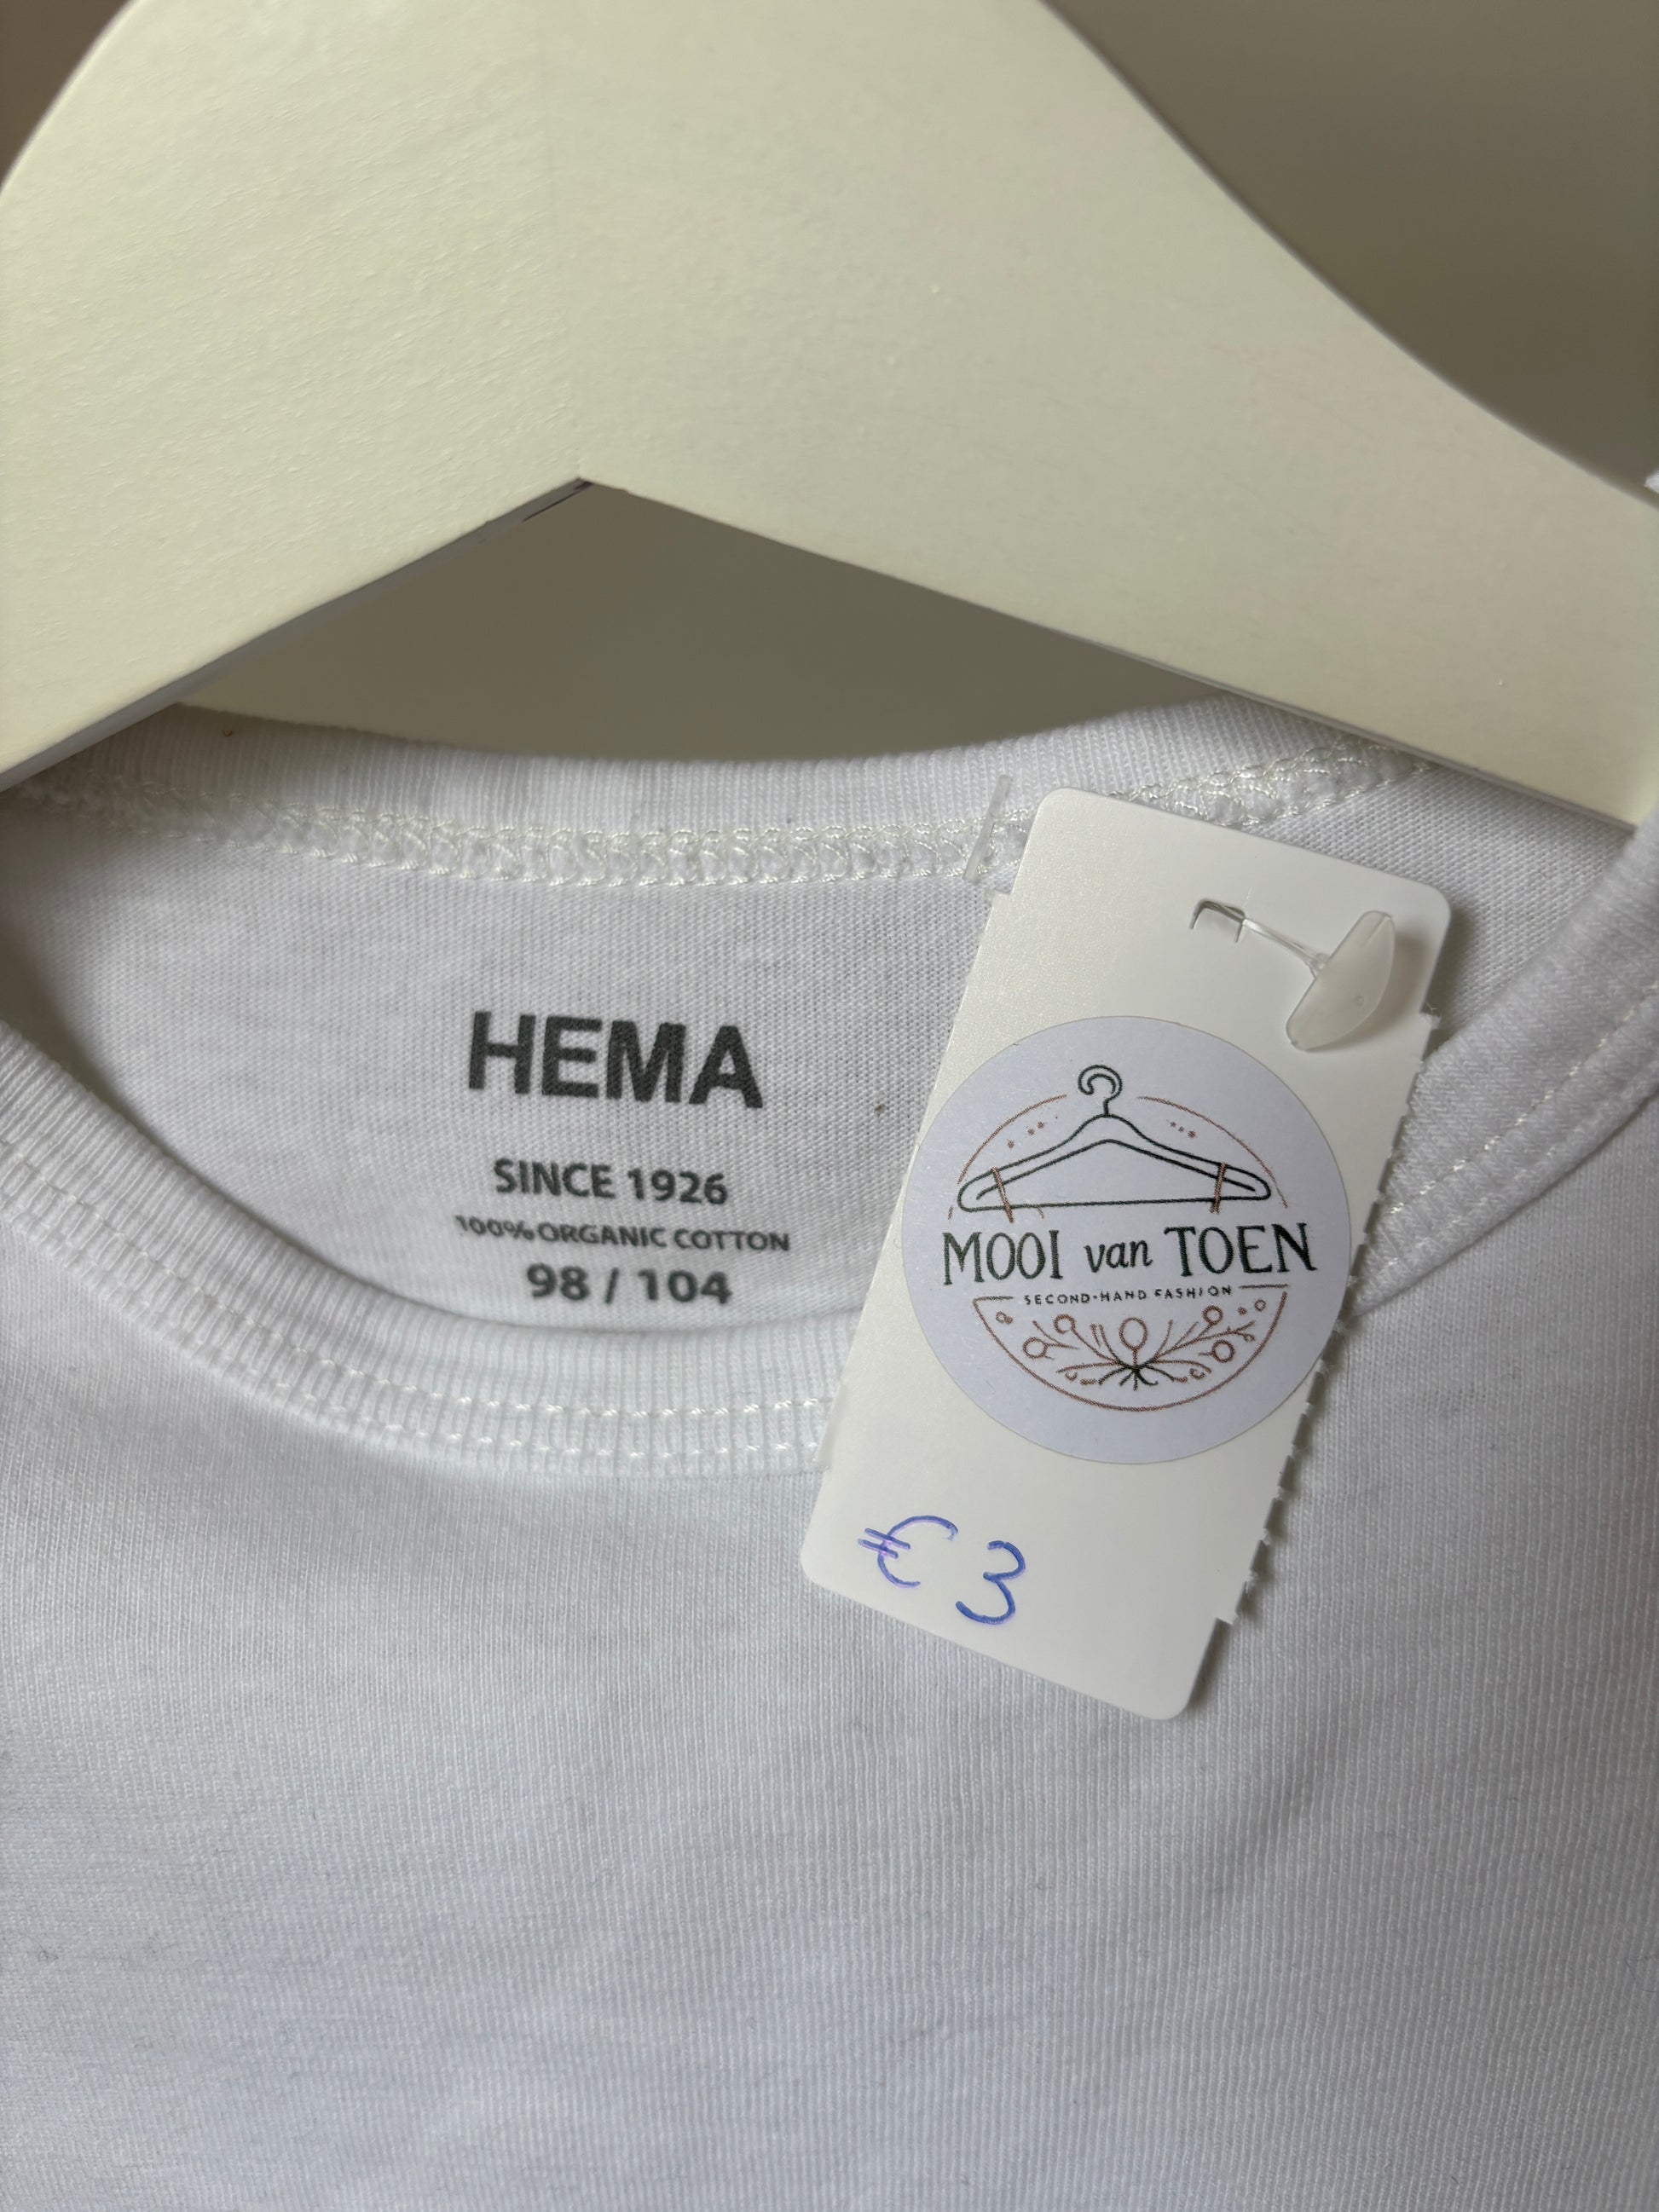 HEMA
SINCE 1926
100% ORGANIC COTTON
98 / 104
MOOI van TOEN
SECOND-HAND FASHION
€3